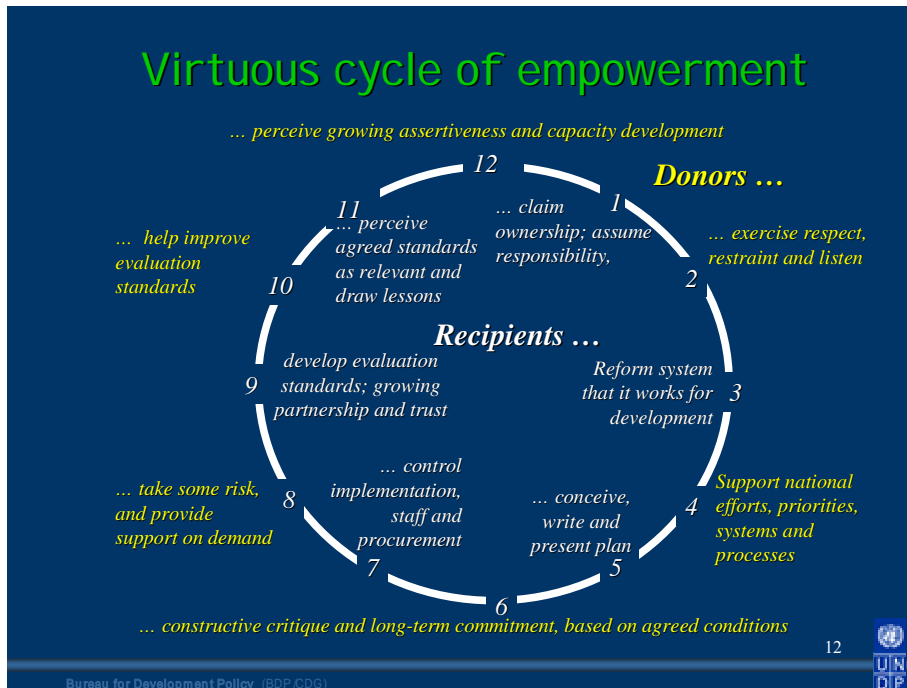 Virtuous cycle of empowerment
… perceive growing assertiveness and capacity development
12
Donors …
1
… claim
ownership; assume
responsibility,
11
… perceive
agreed standards
as relevant and
draw lessons
… exercise respect,
restraint and listen
2
… help improve
evaluation
standards
10
Recipients …
Reform system
that it works for
development
3
develop evaluation
standards; growing
partnership and trust
9
Support national
efforts, priorities,
systems and
processes
4
… conceive,
write and
present plan
5
… control
implementation,
staff and
procurement
7
… take some risk,
and provide
support on demand
8
6
… constructive critique and long-term commitment, based on agreed conditions
12
U N
D P
Bureau for Development Policy (BDP/CDG)